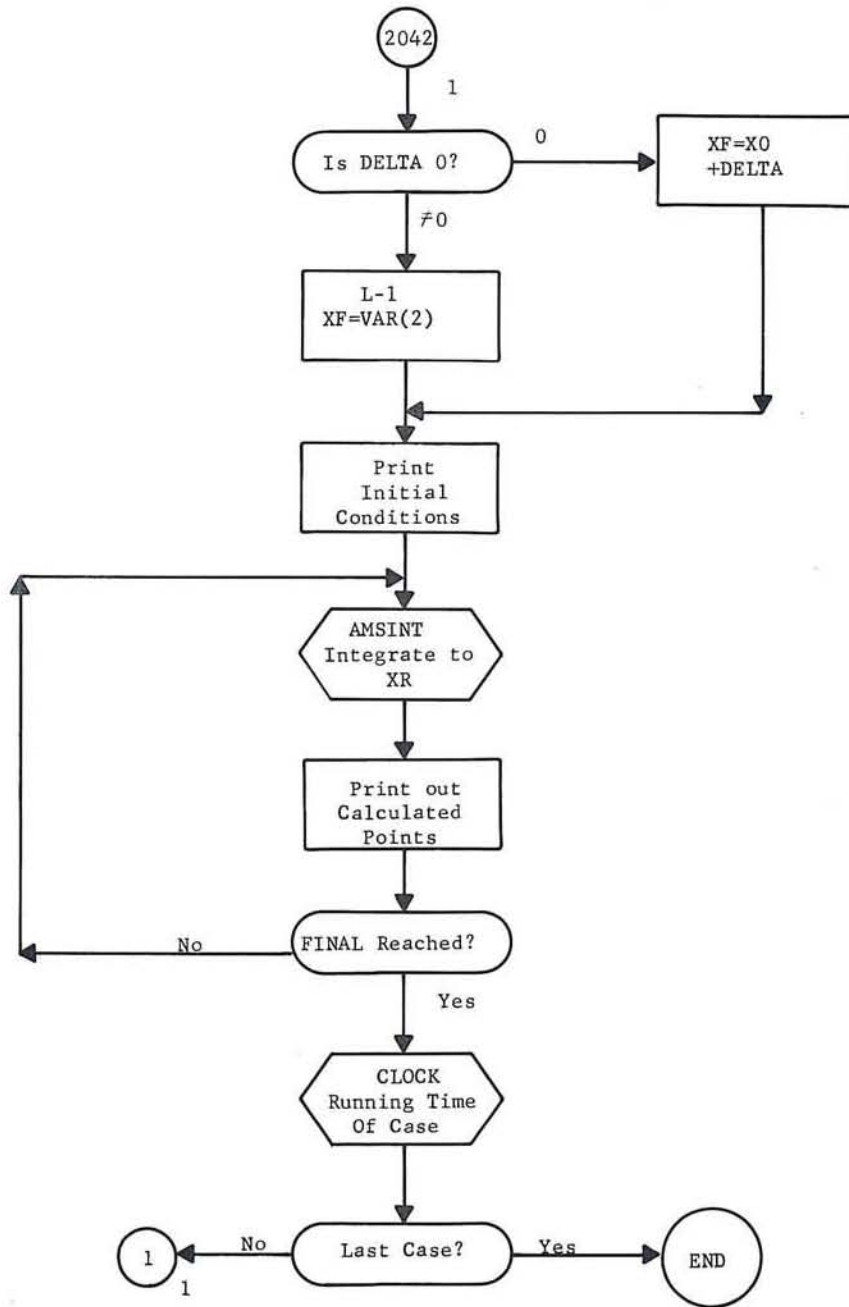 2042
1
Is DELTA 0?
0
XF=X0
+DELTA
≠0
L-1
XF=VAR(2)
Print
Initial
Conditions
AMSINT
Integrate to
XR
Print out
Calculated
Points
No
FINAL Reached?
Yes
CLOCK
Running Time
Of Case
1
1
No
Last Case?
Yes
END